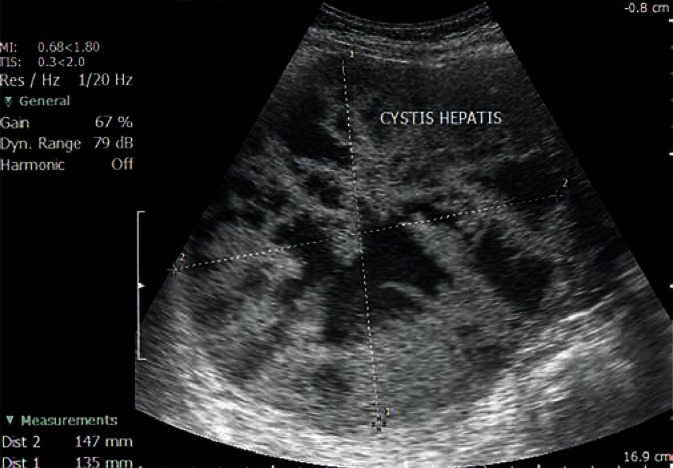 -0.8 cm
MI: 0.68<1.80
TIS: 0.3<2.0
Res / Hz 1/20 Hz
General
Gain 67 %
Dyn. Range 79 dB
Harmonic Off
1
CYSTIS HEPATIS
2
2
1
Measurements
Dist 2 147 mm
Dist 1 135 mm
16.9 cm